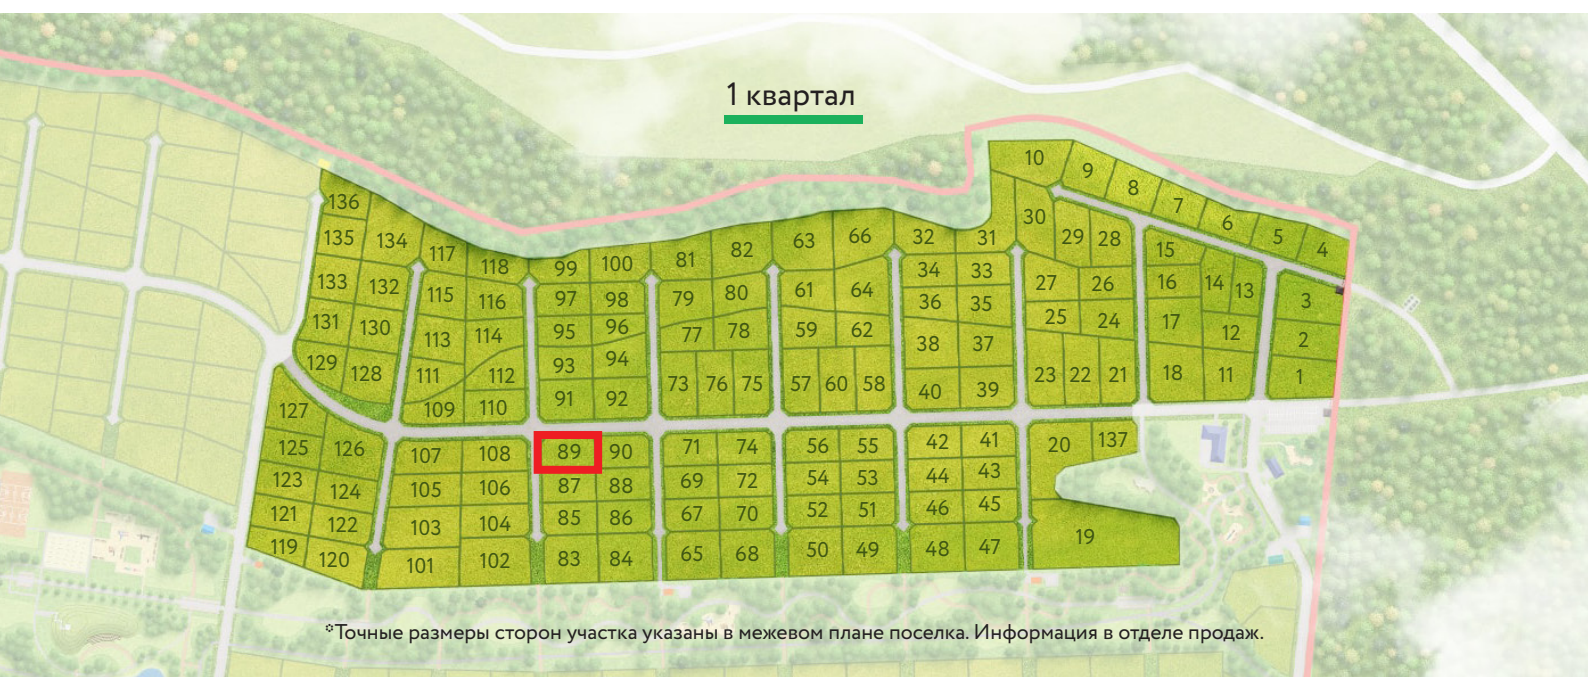 1 квартал
10
9
8
7
6
5
4
136
30
135 134 117 118 99 100 81 82 63 66 32 31 29 28 15
133 132 115 116 97 98 79 80 61 64 34 33 27 26 16 14 13 3
36 35
131 130 113 114 95 96 77 78 59 62 38 37 25 24 17 12 2
129 128 111 112 93 94 73 76 75 57 60 58 40 39 23 22 21 18 11 1
127 109 110 91 92
125 126 107 108 89 90 71 74 56 55 42 41 20 137
123 124 105 106 87 88 69 72 54 53 44 43
121 122 103 104 85 86 67 70 52 51 46 45
119 120 101 102 83 84 65 68 50 49 48 47 19
*Точные размеры сторон участка указаны в межевом плане поселка. Информация в отделе продаж.